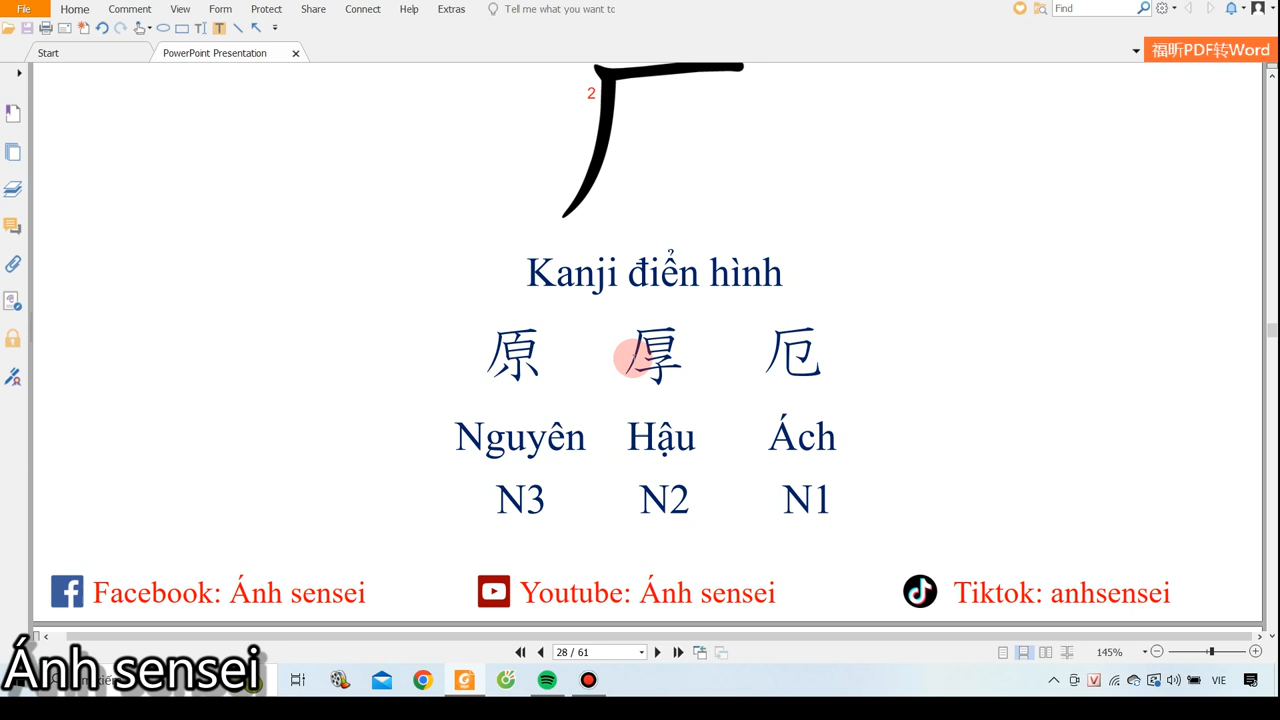 File Home Comment View Form Protect Share Connect Help Extras Tell me what you want to Find
Start PowerPoint Presentation 福昕PDF转Word
2
Kanji điển hình
原 厚 厄
Nguyên Hậu Ách
N3 N2 N1
Facebook: Ánh sensei Youtube: Ánh sensei Tiktok: anhsensei
28 / 61 145%
Ánh sensei
VIE